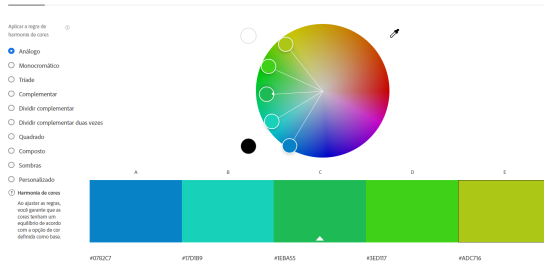 Aplicar a regra de
harmonia de cores
Análogo
Monocromático
Tríade
Complementar
Dividir complementar
Dividir complementar duas vezes
Quadrado
Composto
Sombras
Personalizado
Harmonia de cores
Ao ajustar as regras,
você garante que as
cores tenham um
equilíbrio de acordo
com a opção de cor
definida como base.
A B C D E
#0782C7 #17D1B9 #1EBA55 #3ED117 #ADC716